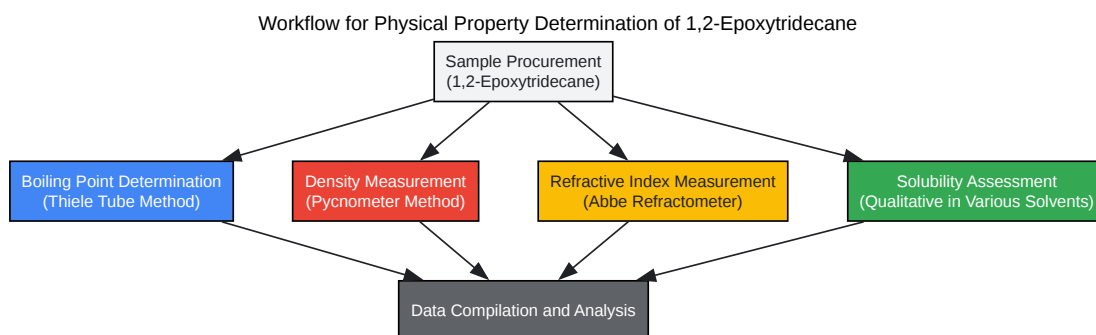 Workflow for Physical Property Determination of 1,2-Epoxytridecane
Sample Procurement
(1,2-Epoxytridecane)
Boiling Point Determination
(Thiele Tube Method)
Density Measurement
(Pycnometer Method)
Refractive Index Measurement
(Abbe Refractometer)
Solubility Assessment
(Qualitative in Various Solvents)
Data Compilation and Analysis